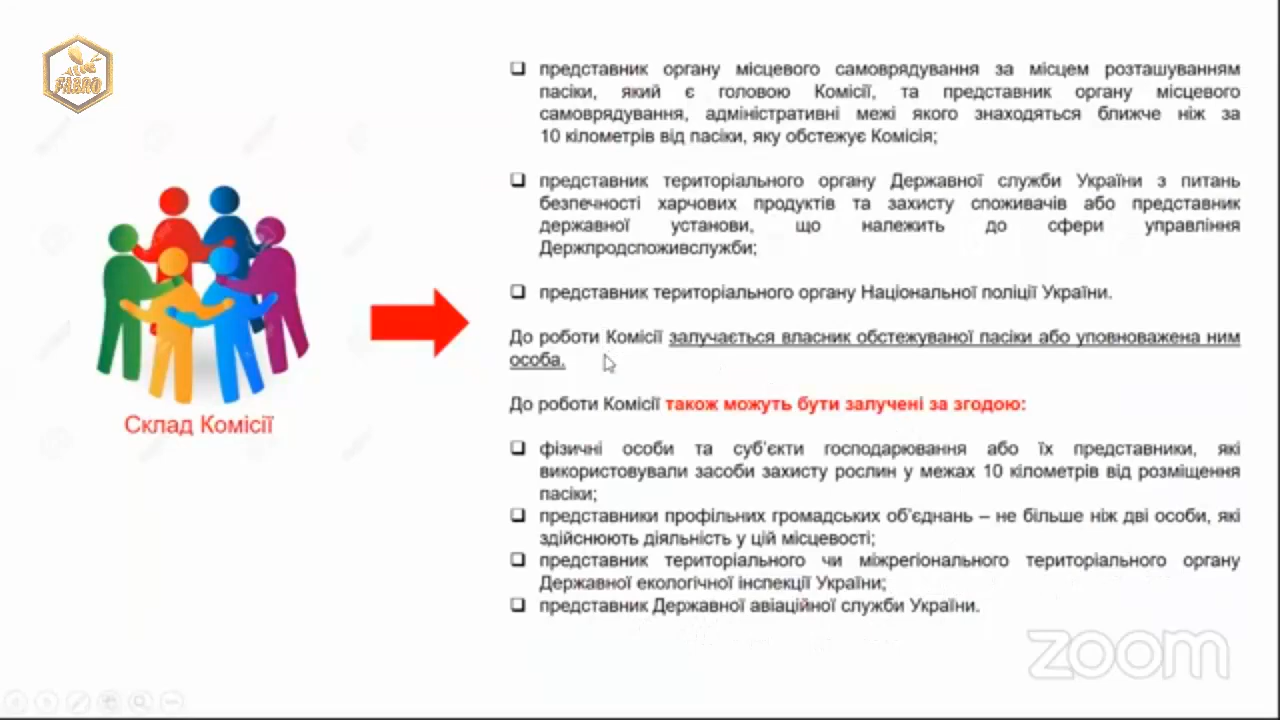 FAZAO
представник органу місцевого самоврядування за місцем розташуванням
пасіки, який є головою Комісії, та представник органу місцевого
самоврядування, адміністративні межі якого знаходяться ближче ніж за
10 кілометрів від пасіки, яку обстежує Комісія;
представник територіального органу Державної служби України з питань
безпечності харчових продуктів та захисту споживачів або представник
державної установи, що належить до сфери управління
Держпродспоживслужби;
представник територіального органу Національної поліції України.
До роботи Комісії залучається власник обстежуваної пасіки або уповноважена ним
особа.
До роботи Комісії також можуть бути залучені за згодою:
фізичні особи та суб’єкти господарювання або їх представники, які
використовували засоби захисту рослин у межах 10 кілометрів від розміщення
пасіки;
представники профільних громадських об’єднань – не більше ніж дві особи, які
здійснюють діяльність у цій місцевості;
представник територіального чи міжрегіонального територіального органу
Державної екологічної інспекції України;
представник Державної авіаційної служби України.
Склад Комісії
zoom